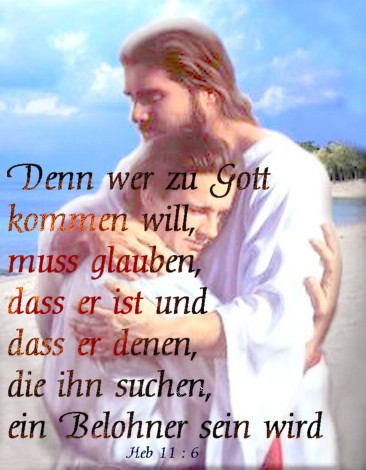 Denn wer zu Gott
kommen will,
muss glauben,
dass er ist und
dass er denen,
die ihn suchen,
ein Belohner sein wird
Heb 11 : 6